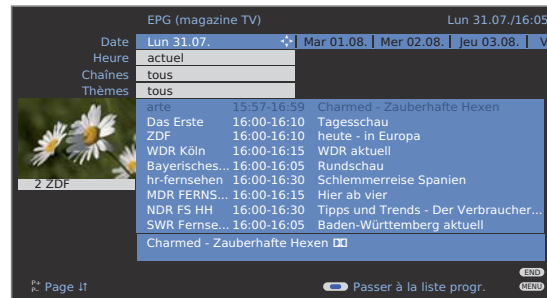 EPG (magazine TV) Lun 31.07./16:05
Date Lun 31.07. Mar 01.08. Mer 02.08. Jeu 03.08. V
Heure actuel
Chaînes tous
Thèmes tous
arte 15:57-16:59 Charmed - Zauberhafte Hexen
Das Erste 16:00-16:10 Tagesschau
ZDF 16:00-16:10 heute - in Europa
WDR Köln 16:00-16:15 WDR aktuell
Bayerisches... 16:00-16:05 Rundschau
hr-fernsehen 16:00-16:30 Schlemmerreise Spanien
MDR FERNS... 16:00-16:15 Hier ab vier
NDR FS HH 16:00-16:30 Tipps und Trends - Der Verbraucher...
SWR Fernse... 16:00-16:05 Baden-Württemberg aktuell
2 ZDF
Charmed - Zauberhafte Hexen
END
P+ P- Page Passer à la liste progr. MENU